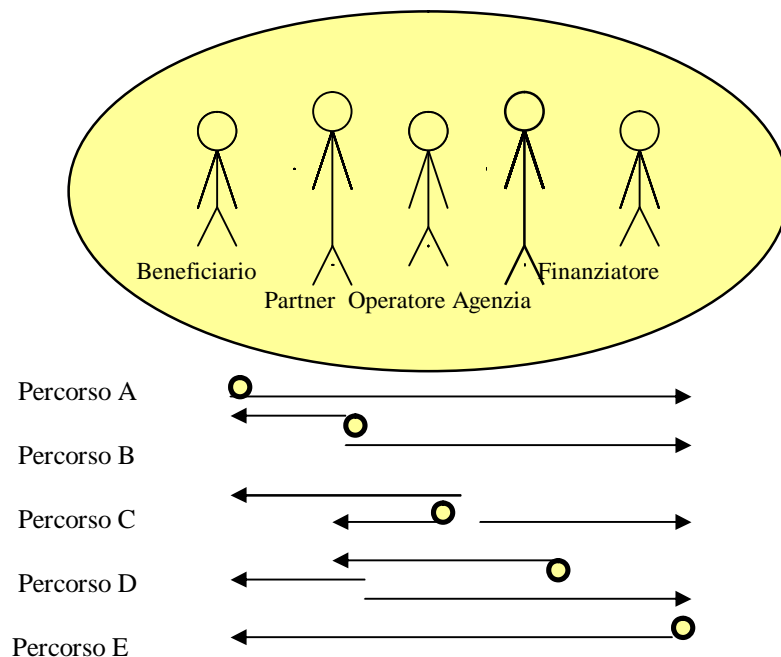 Beneficiario
Finanziatore
Partner Operatore Agenzia
Percorso A
Percorso B
Percorso C
Percorso D
Percorso E